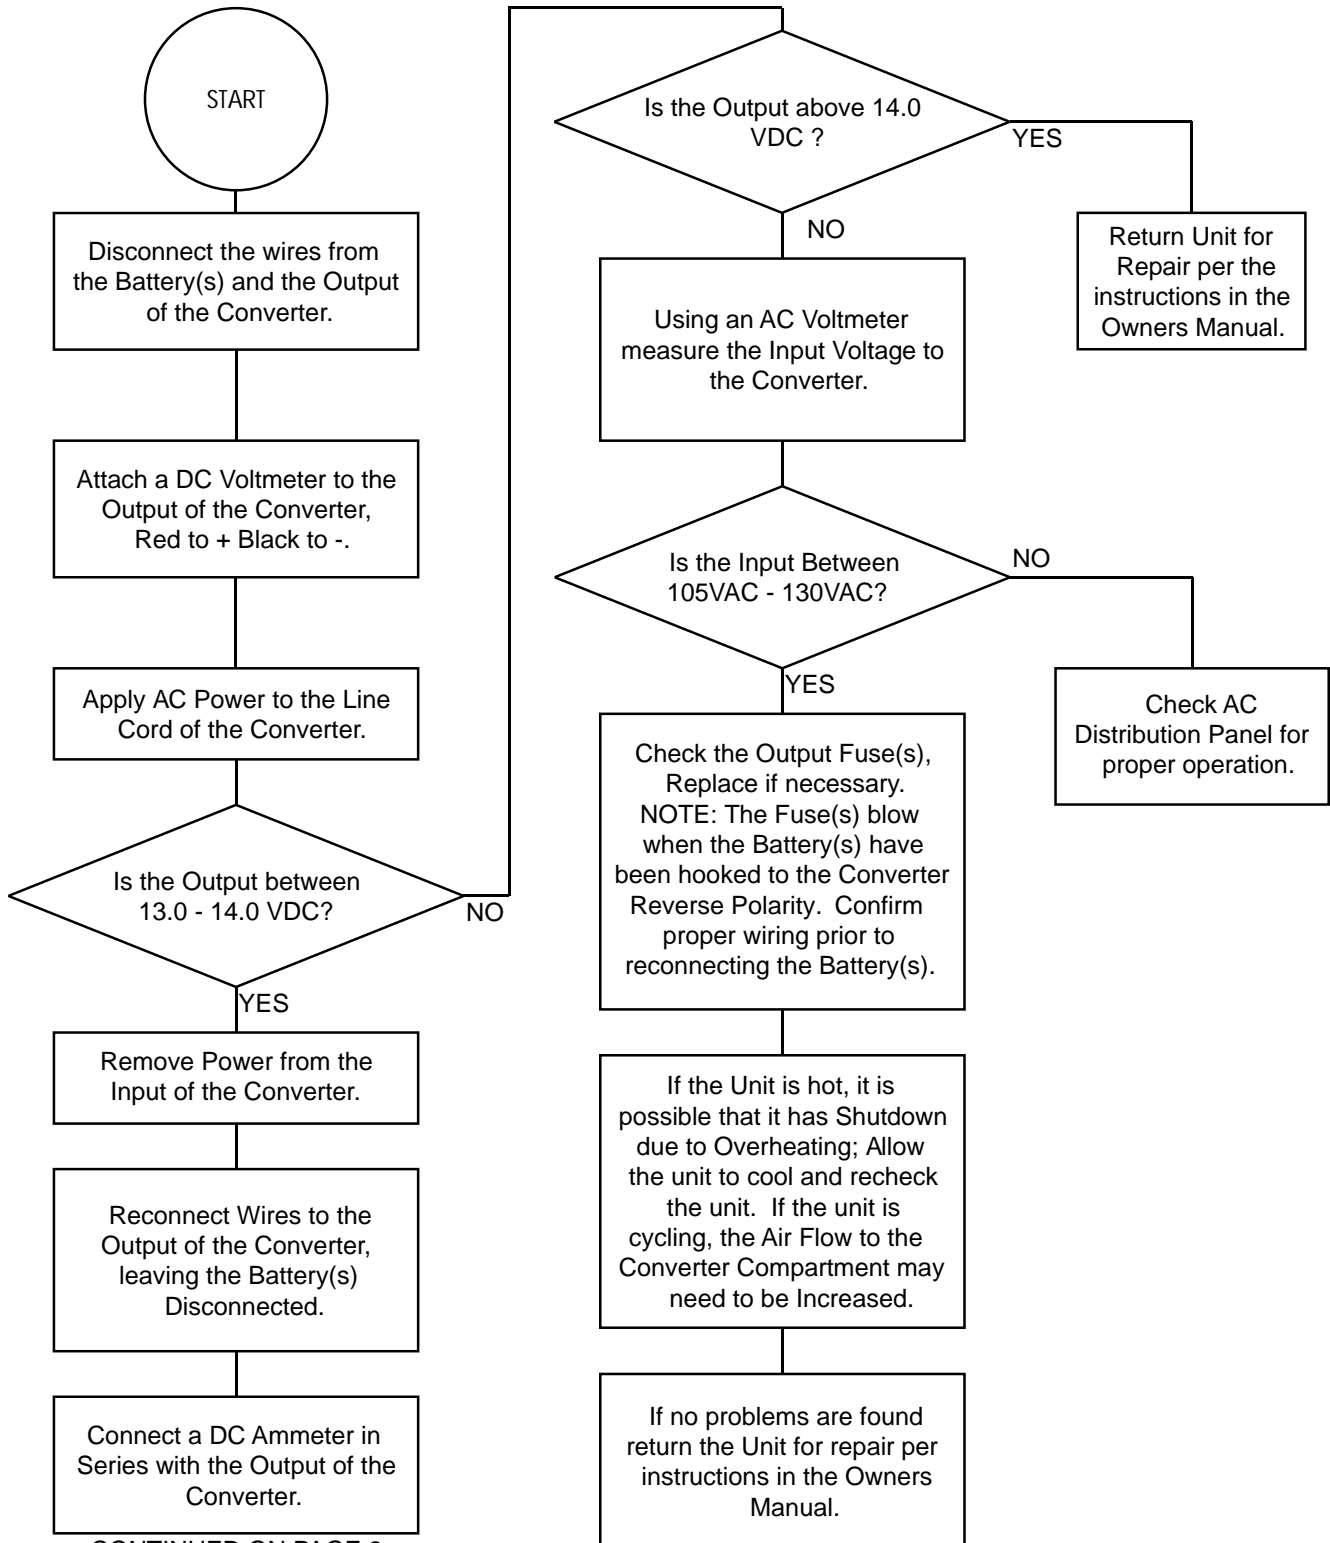 START
Disconnect the wires from
the Battery(s) and the Output
of the Converter.
Attach a DC Voltmeter to the
Output of the Converter,
Red to + Black to -.
Apply AC Power to the Line
Cord of the Converter.
Is the Output between
13.0 - 14.0 VDC?
NO
YES
Remove Power from the
Input of the Converter.
Reconnect Wires to the
Output of the Converter,
leaving the Battery(s)
Disconnected.
Connect a DC Ammeter in
Series with the Output of the
Converter.
CONTINUED ON PAGE
Is the Output above 14.0
VDC ?
YES
NO
Return Unit for
Repair per the
instructions in the
Owners Manual.
Using an AC Voltmeter
measure the Input Voltage to
the Converter.
Is the Input Between
105VAC - 130VAC?
NO
YES
Check AC
Distribution Panel for
proper operation.
Check the Output Fuse(s),
Replace if necessary.
NOTE: The Fuse(s) blow
when the Battery(s) have
been hooked to the Converter
Reverse Polarity.  Confirm
proper wiring prior to
reconnecting the Battery(s).
If the Unit is hot, it is
possible that it has Shutdown
due to Overheating; Allow
the unit to cool and recheck
the unit.  If the unit is
cycling, the Air Flow to the
Converter Compartment may
need to be Increased.
If no problems are found
return the Unit for repair per
instructions in the Owners
Manual.